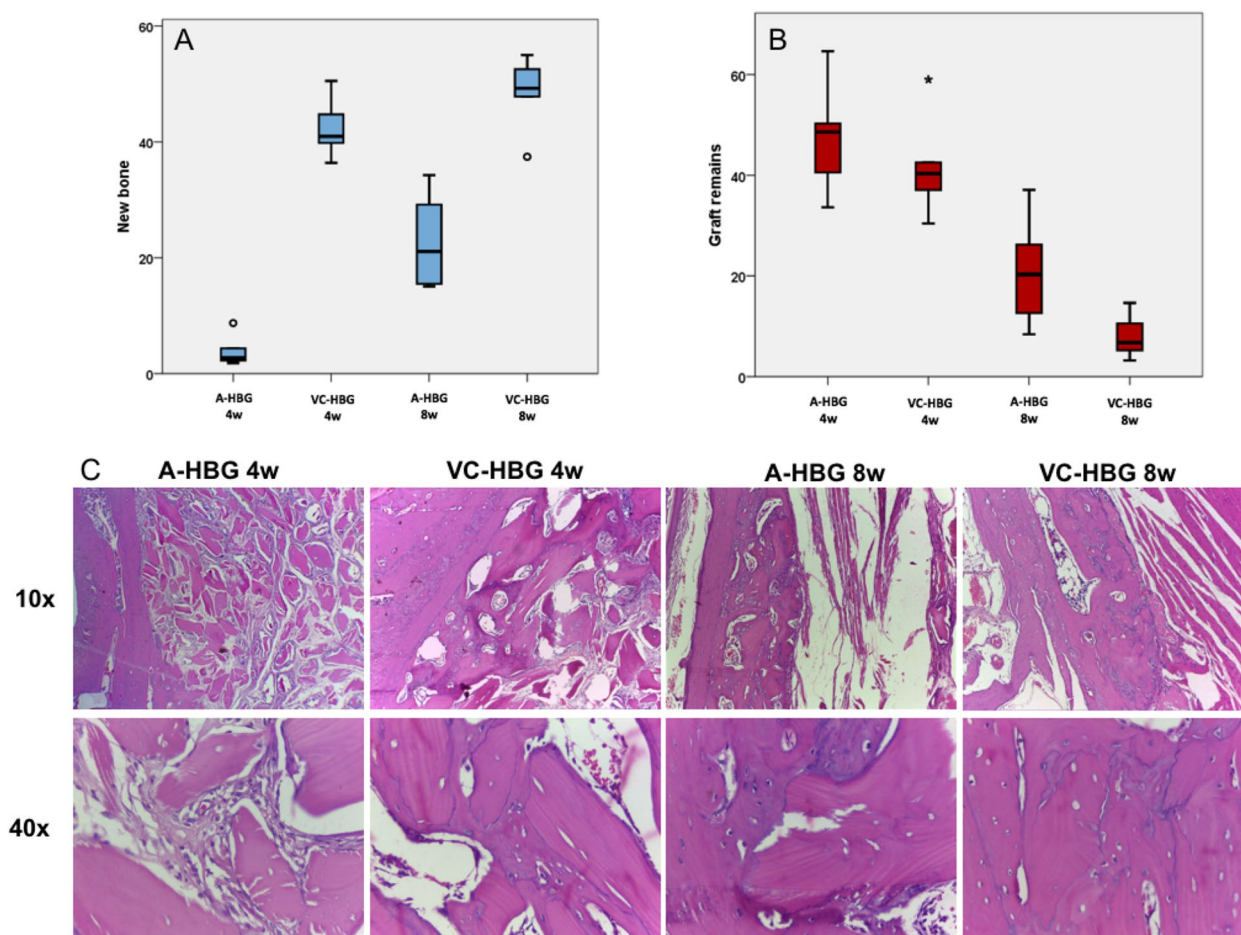 A
New bone
60
40
20
0
A-HBG
4w
VC-HBG
4w
A-HBG
8w
VC-HBG
8w
B
*
Graft remains
60
40
20
0
A-HBG
4w
VC-HBG
4w
A-HBG
8w
VC-HBG
8w
C
A-HBG 4w
VC-HBG 4w
A-HBG 8w
VC-HBG 8w
10x
40x